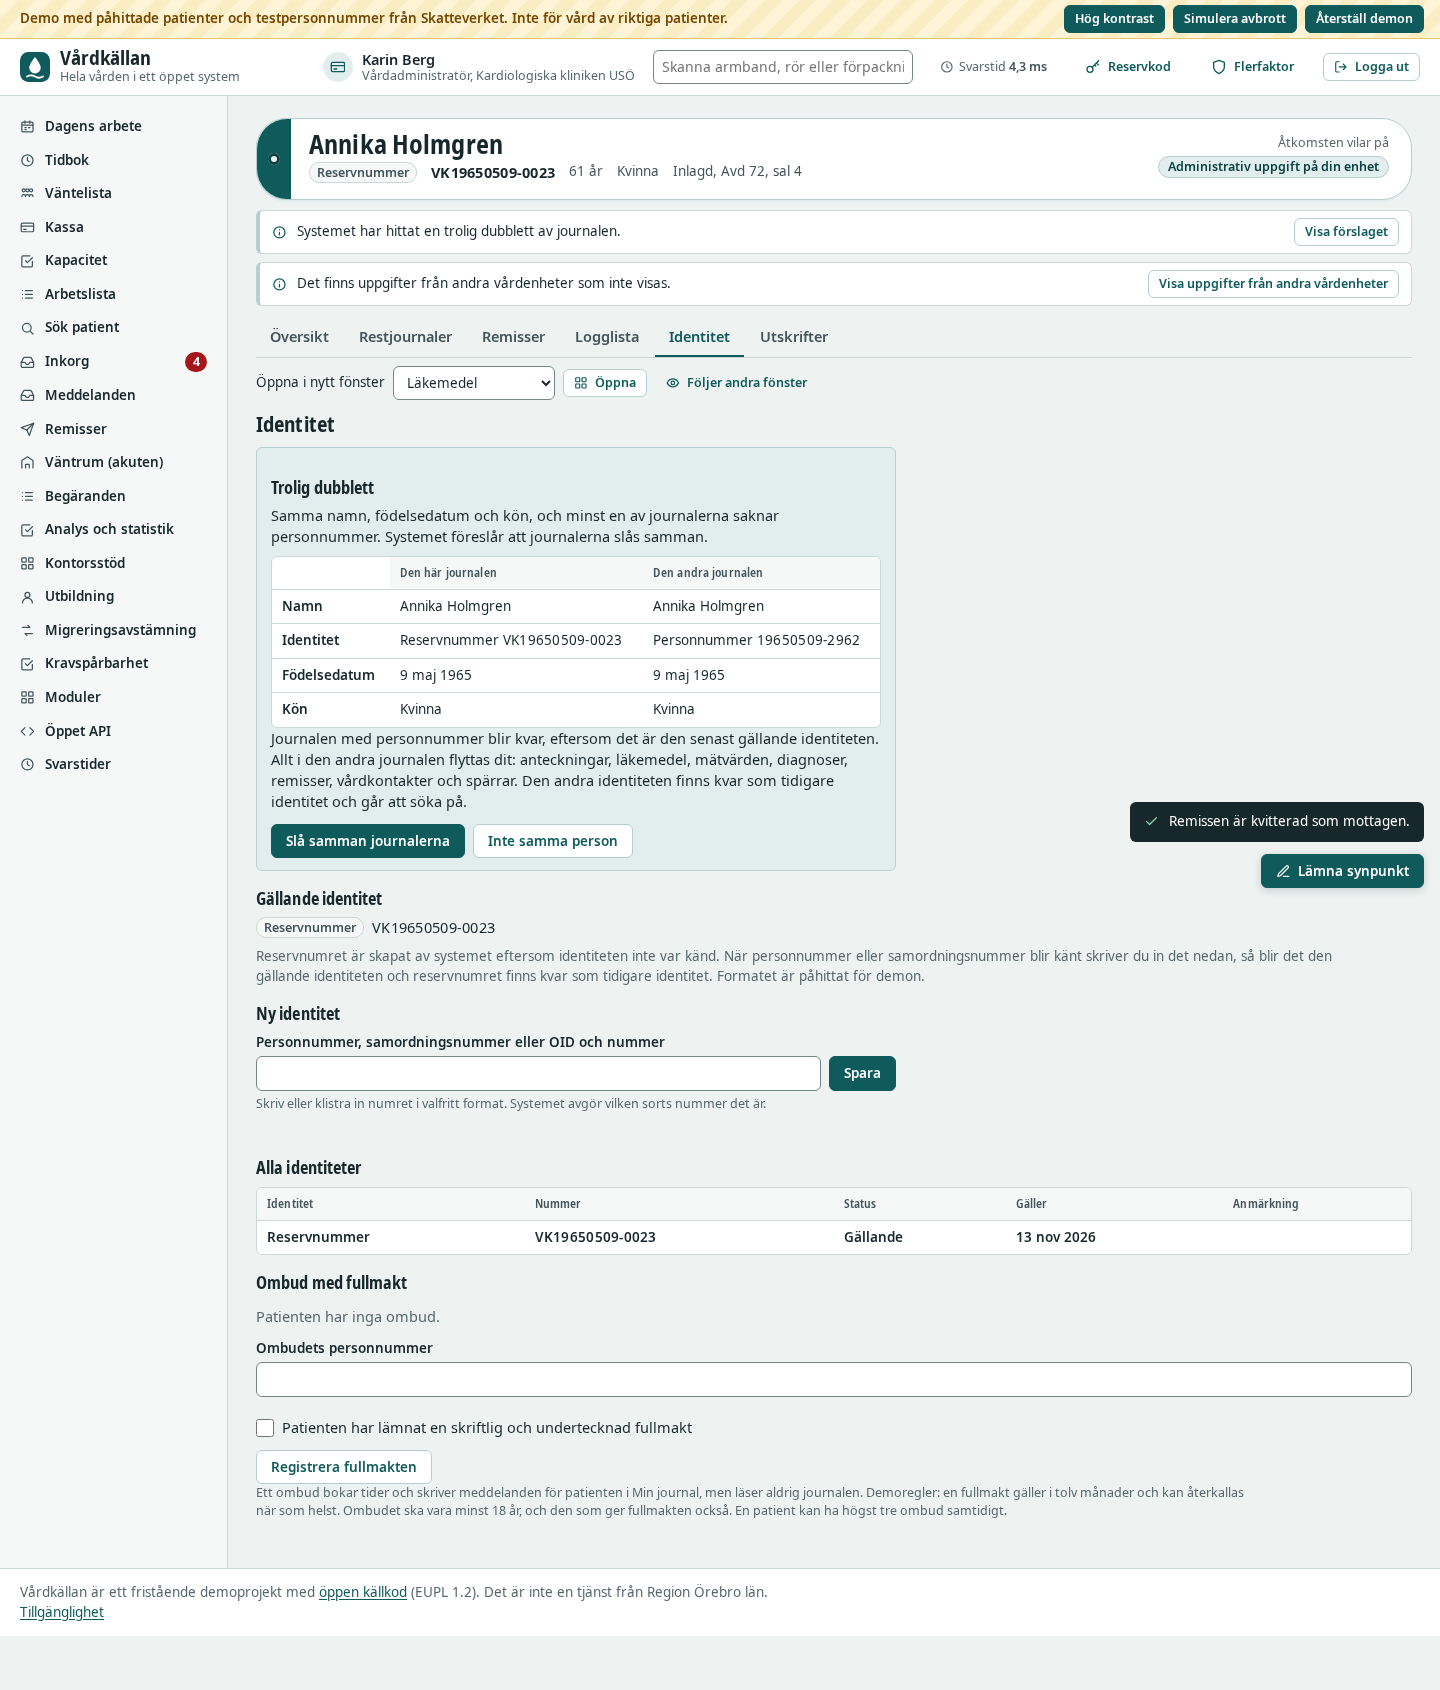 Demo med påhittade patienter och testpersonnummer från Skatteverket. Inte för vård av riktiga patienter.
Hög kontrast
Simulera avbrott
Återställ demon
Vårdkällan
Hela vården i ett öppet system
Karin Berg
Vårdadministratör, Kardiologiska kliniken USÖ
Skanna armband, rör eller förpackni
Svarstid 4,3 ms
Reservkod
Flerfaktor
Logga ut
Dagens arbete
Tidbok
Väntelista
Kassa
Kapacitet
Arbetslista
Sök patient
Inkorg 4
Meddelanden
Remisser
Väntrum (akuten)
Begäranden
Analys och statistik
Kontorsstöd
Utbildning
Migreringsavstämning
Kravspårbarhet
Moduler
Öppet API
Svarstider
Annika Holmgren
Reservnummer VK19650509-0023 61 år Kvinna Inlagd, Avd 72, sal 4
Åtkomsten vilar på
Administrativ uppgift på din enhet
Systemet har hittat en trolig dubblett av journalen.
Visa förslaget
Det finns uppgifter från andra vårdenheter som inte visas.
Visa uppgifter från andra vårdenheter
Översikt Restjournaler Remisser Logglista Identitet Utskrifter
Öppna i nytt fönster Läkemedel Öppna Följer andra fönster
Identitet
Trolig dubblett
Samma namn, födelsedatum och kön, och minst en av journalerna saknar
personnummer. Systemet föreslår att journalerna slås samman.
Den här journalen Den andra journalen
Namn Annika Holmgren Annika Holmgren
Identitet Reservnummer VK19650509-0023 Personnummer 19650509-2962
Födelsedatum 9 maj 1965 9 maj 1965
Kön Kvinna Kvinna
Journalen med personnummer blir kvar, eftersom det är den senast gällande identiteten.
Allt i den andra journalen flyttas dit: anteckningar, läkemedel, mätvärden, diagnoser,
remisser, vårdkontakter och spärrar. Den andra identiteten finns kvar som tidigare
identitet och går att söka på.
Slå samman journalerna
Inte samma person
Remissen är kvitterad som mottagen.
Lämna synpunkt
Gällande identitet
Reservnummer VK19650509-0023
Reservnumret är skapat av systemet eftersom identiteten inte var känd. När personnummer eller samordningsnummer blir känt skriver du in det nedan, så blir det den
gällande identiteten och reservnumret finns kvar som tidigare identitet. Formatet är påhittat för demon.
Ny identitet
Personnummer, samordningsnummer eller OID och nummer
Spara
Skriv eller klistra in numret i valfritt format. Systemet avgör vilken sorts nummer det är.
Alla identiteter
Identitet Nummer Status Gäller Anmärkning
Reservnummer VK19650509-0023 Gällande 13 nov 2026
Ombud med fullmakt
Patienten har inga ombud.
Ombudets personnummer
Patienten har lämnat en skriftlig och undertecknad fullmakt
Registrera fullmakten
Ett ombud bokar tider och skriver meddelanden för patienten i Min journal, men läser aldrig journalen. Demoregler: en fullmakt gäller i tolv månader och kan återkallas
när som helst. Ombudet ska vara minst 18 år, och den som ger fullmakten också. En patient kan ha högst tre ombud samtidigt.
Vårdkällan är ett fristående demoprojekt med öppen källkod (EUPL 1.2). Det är inte en tjänst från Region Örebro län.
Tillgänglighet